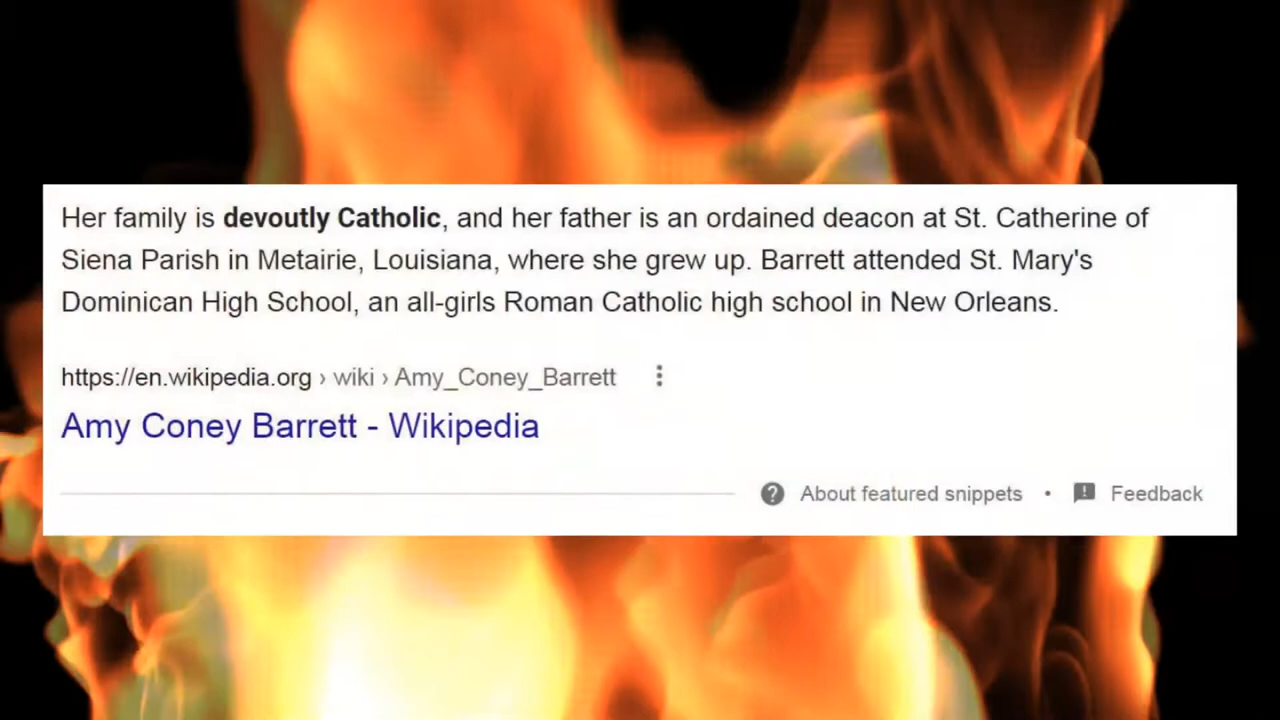 Her family is devoutly Catholic, and her father is an ordained deacon at St. Catherine of
Siena Parish in Metairie, Louisiana, where she grew up. Barrett attended St. Mary's
Dominican High School, an all-girls Roman Catholic high school in New Orleans.
https://en.wikipedia.org › wiki › Amy_Coney_Barrett
Amy Coney Barrett - Wikipedia
About featured snippets • Feedback